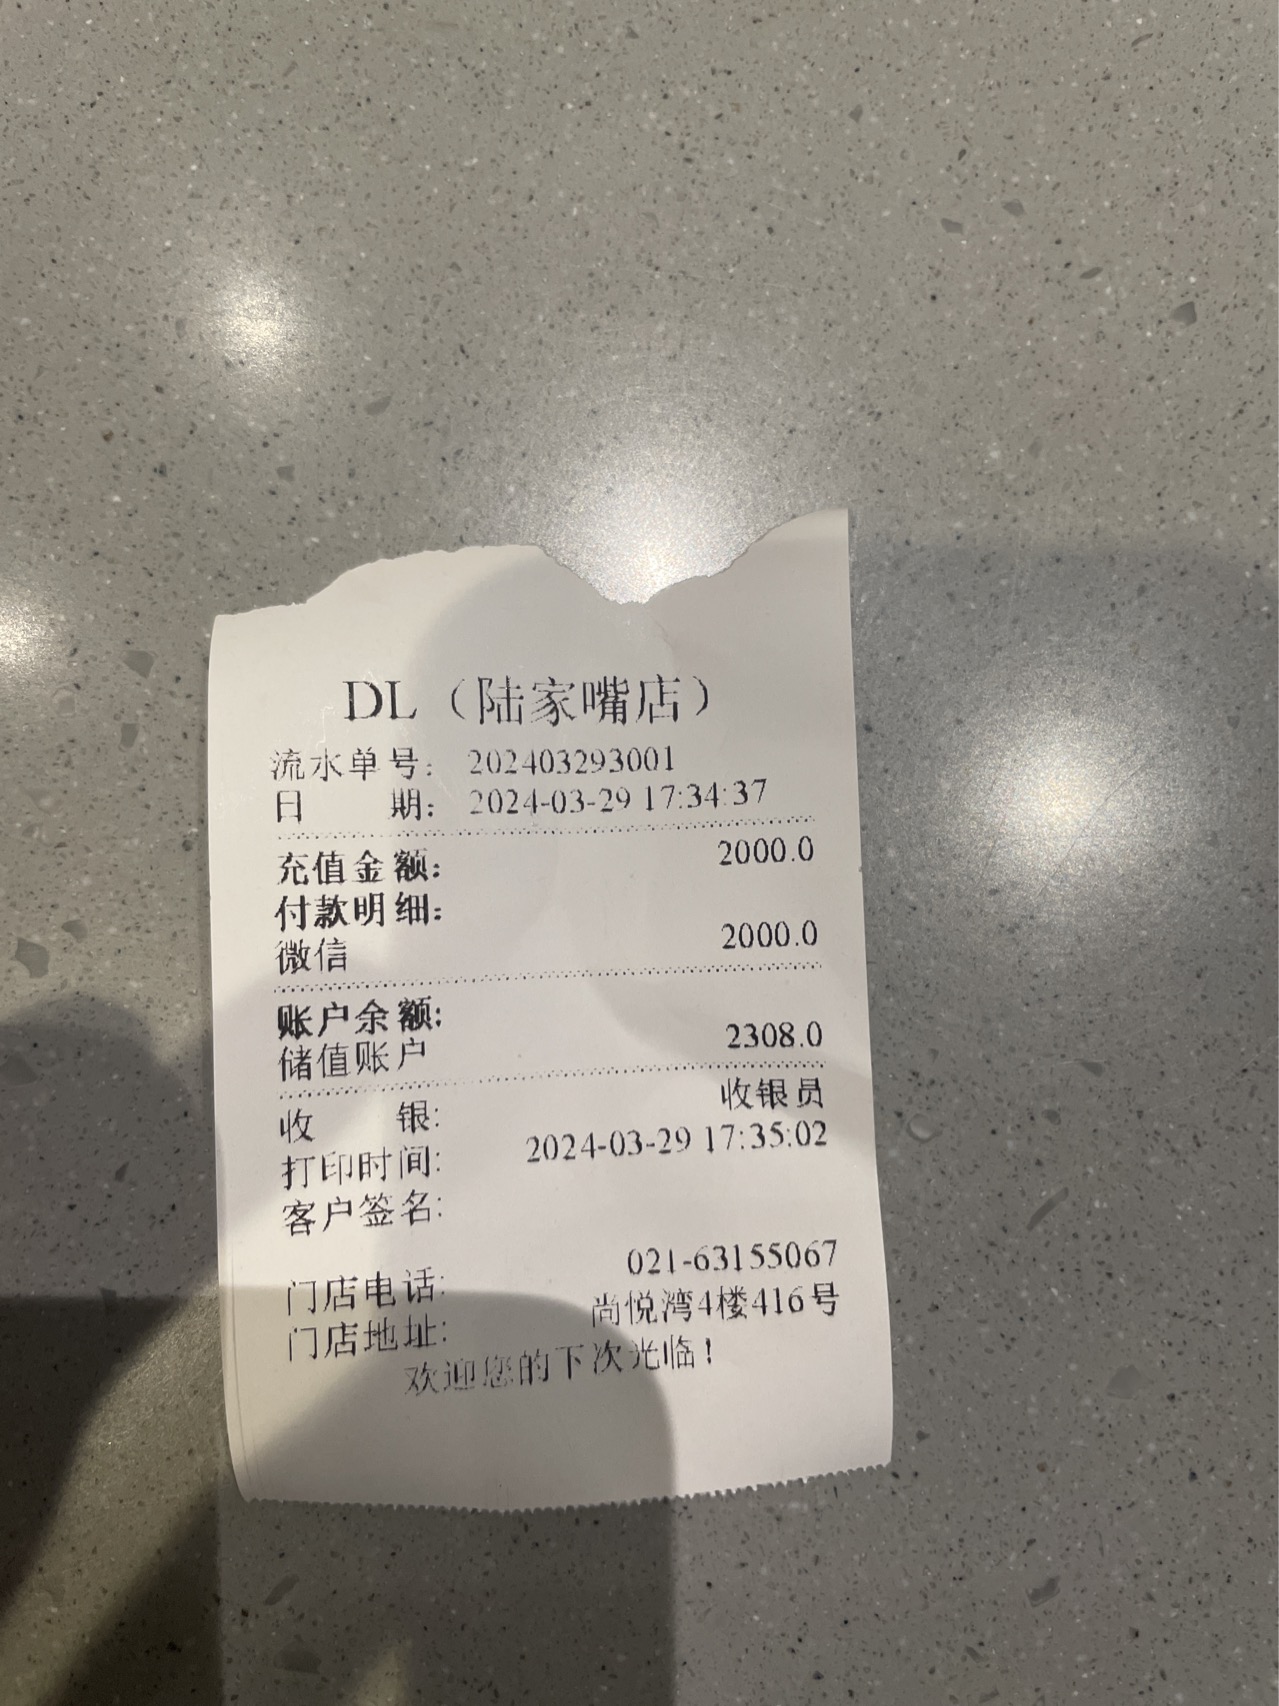 DL（陆家嘴店）
流水单号: 202403293001
日 期: 2024-03-29 17:34:37
充值金额: 2000.0
付款明细:
微信 2000.0
账户余额:
储值账户 2308.0
收 银: 收银员
打印时间: 2024-03-29 17:35:02
客户签名:
门店电话: 021-63155067
门店地址: 尚悦湾4楼416号
欢迎您的下次光临!